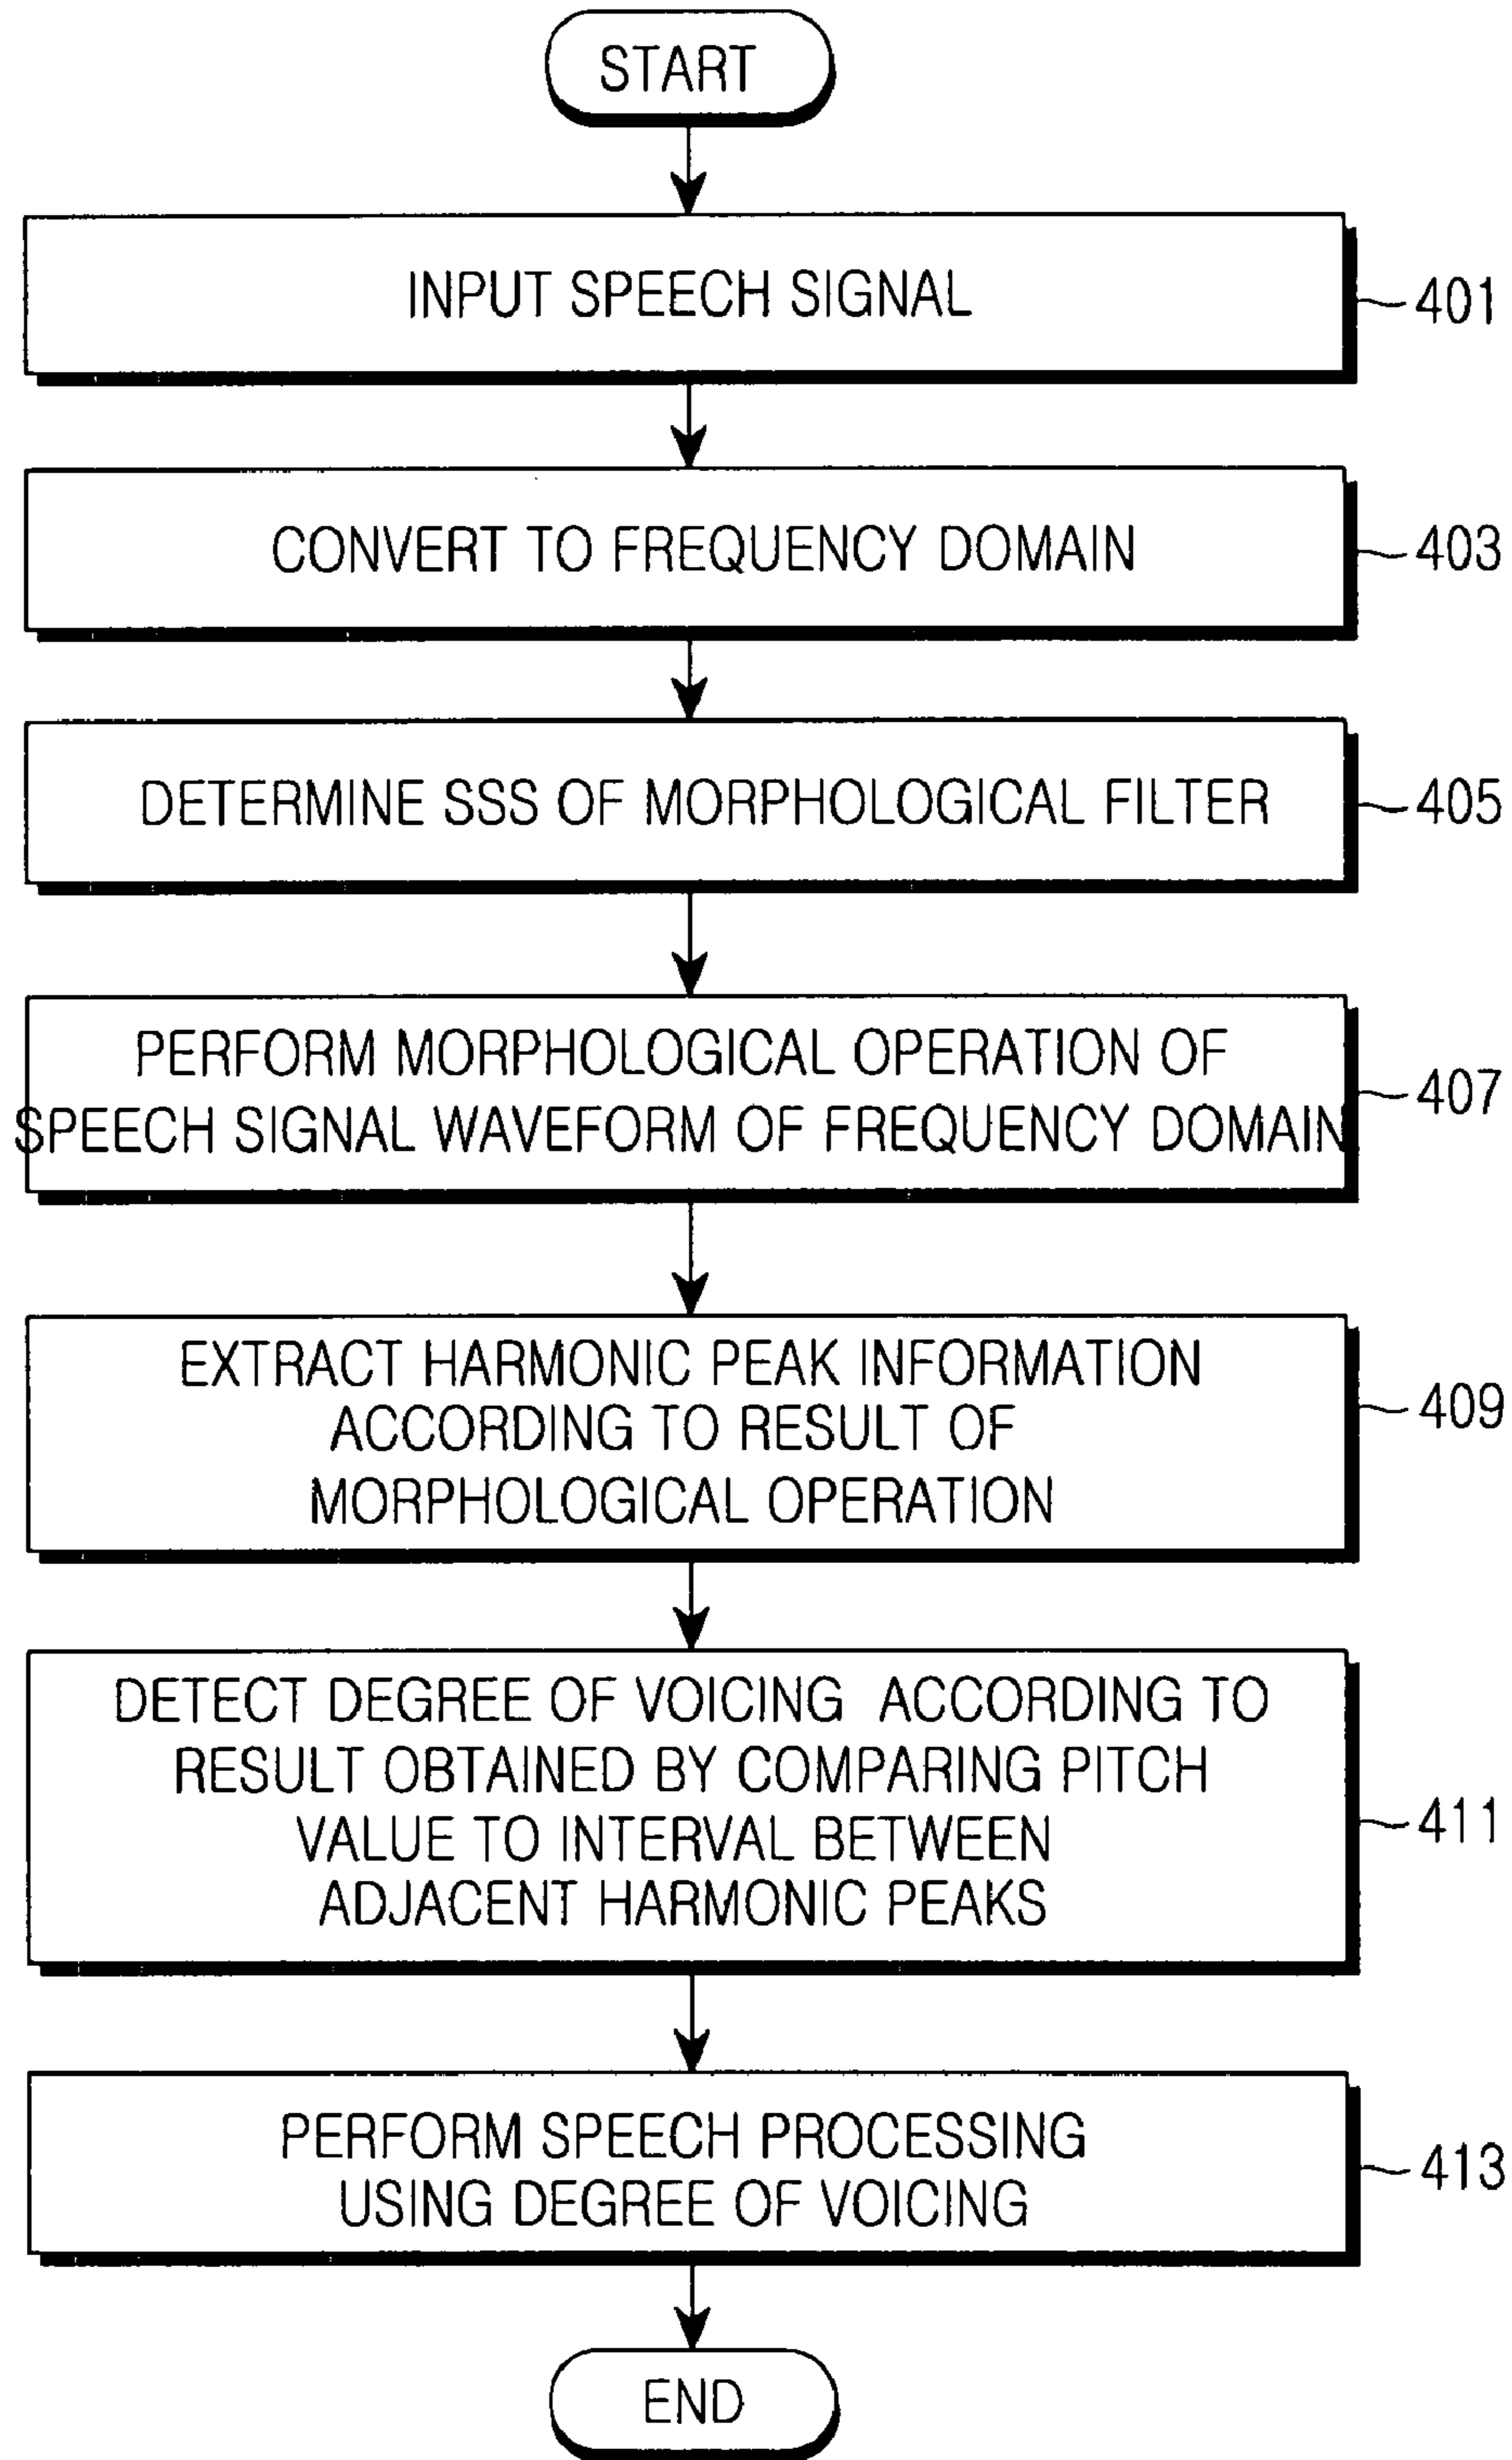 START
INPUT SPEECH SIGNAL
401
CONVERT TO FREQUENCY DOMAIN
403
DETERMINE SSS OF MORPHOLOGICAL FILTER
405
PERFORM MORPHOLOGICAL OPERATION OF
SPEECH SIGNAL WAVEFORM OF FREQUENCY DOMAIN
407
EXTRACT HARMONIC PEAK INFORMATION
ACCORDING TO RESULT OF
MORPHOLOGICAL OPERATION
409
DETECT DEGREE OF VOICING ACCORDING TO
RESULT OBTAINED BY COMPARING PITCH
VALUE TO INTERVAL BETWEEN
ADJACENT HARMONIC PEAKS
411
PERFORM SPEECH PROCESSING
USING DEGREE OF VOICING
413
END